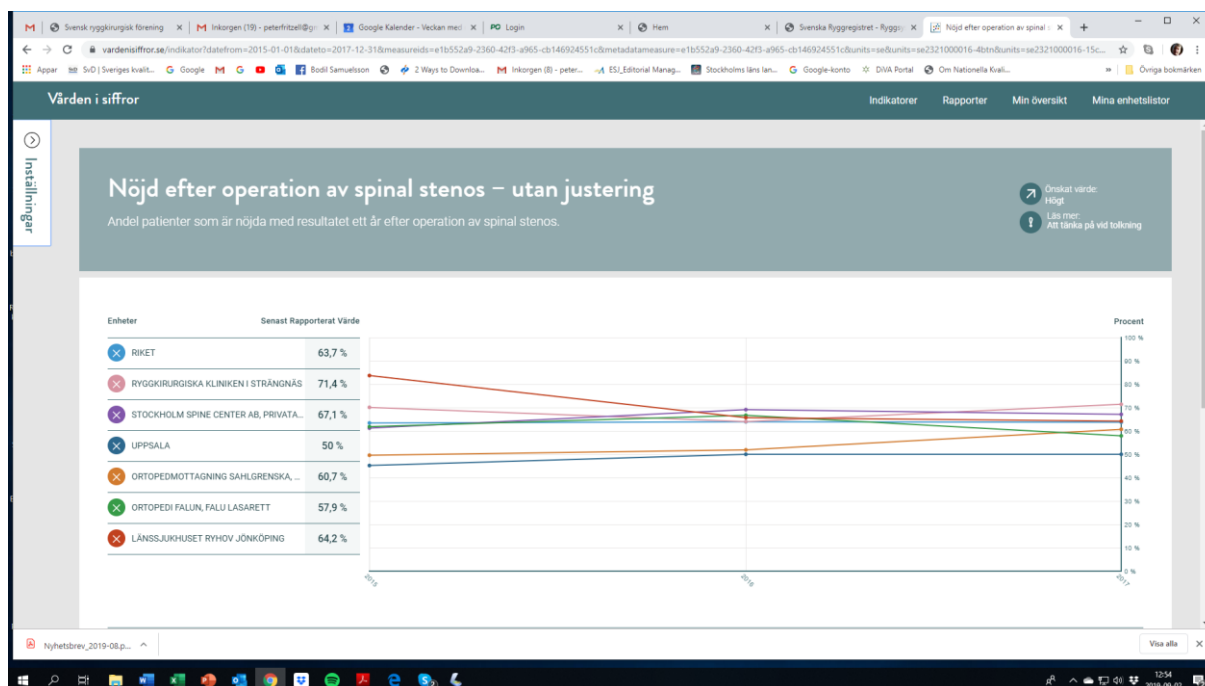 Svensk ryggkirurgisk förening
Inkorgen (19) - peterfritzell@gm
Google Kalender - Veckan med
PO Login
Hem
Svenska Ryggregistret - Ryggsv
Nöjd efter operation av spinal s
vardenisiffror.se/indikator?datefrom=2015-01-01&dateto=2017-12-31&measureids=e1b552a9-2360-42f3-a965-cb146924551c&metadatameasure=e1b552a9-2360-42f3-a965-cb146924551c&units=se&units=se2321000016-4btn&units=se2321000016-15c...
Appar
SvD | Sveriges kvalit...
Google
G
Bodil Samuelsson
2 Ways to Downloa...
Inkorgen (8) - peter...
ESJ_Editorial Manag...
Stockholms läns lan...
Google-konto
DiVA Portal
Om Nationella Kvali...
»
Övriga bokmärken
Vården i siffror
Indikatorer
Rapporter
Min översikt
Mina enhetslistor
Inställningar
Nöjd efter operation av spinal stenos – utan justering
Andel patienter som är nöjda med resultatet ett år efter operation av spinal stenos.
Önskat värde:
Högt
Läs mer:
Att tänka på vid tolkning
Enheter Senast Rapporterat Värde
RIKET 63,7 %
RYGGKIRURGISKA KLINIKEN I STRÄNGNÄS 71,4 %
STOCKHOLM SPINE CENTER AB, PRIVATA... 67,1 %
UPPSALA 50 %
ORTOPEDMOTTAGNING SAHLGRENSKA, ... 60,7 %
ORTOPEDI FALUN, FALU LASARETT 57,9 %
LÄNSSJUKHUSET RYHOV JÖNKÖPING 64,2 %
Procent
100 %
90 %
80 %
70 %
60 %
50 %
40 %
30 %
20 %
10 %
0 %
2015
2016
2017
Nyhetsbrev_2019-08.p...
Visa alla
12:54
2019-09-02